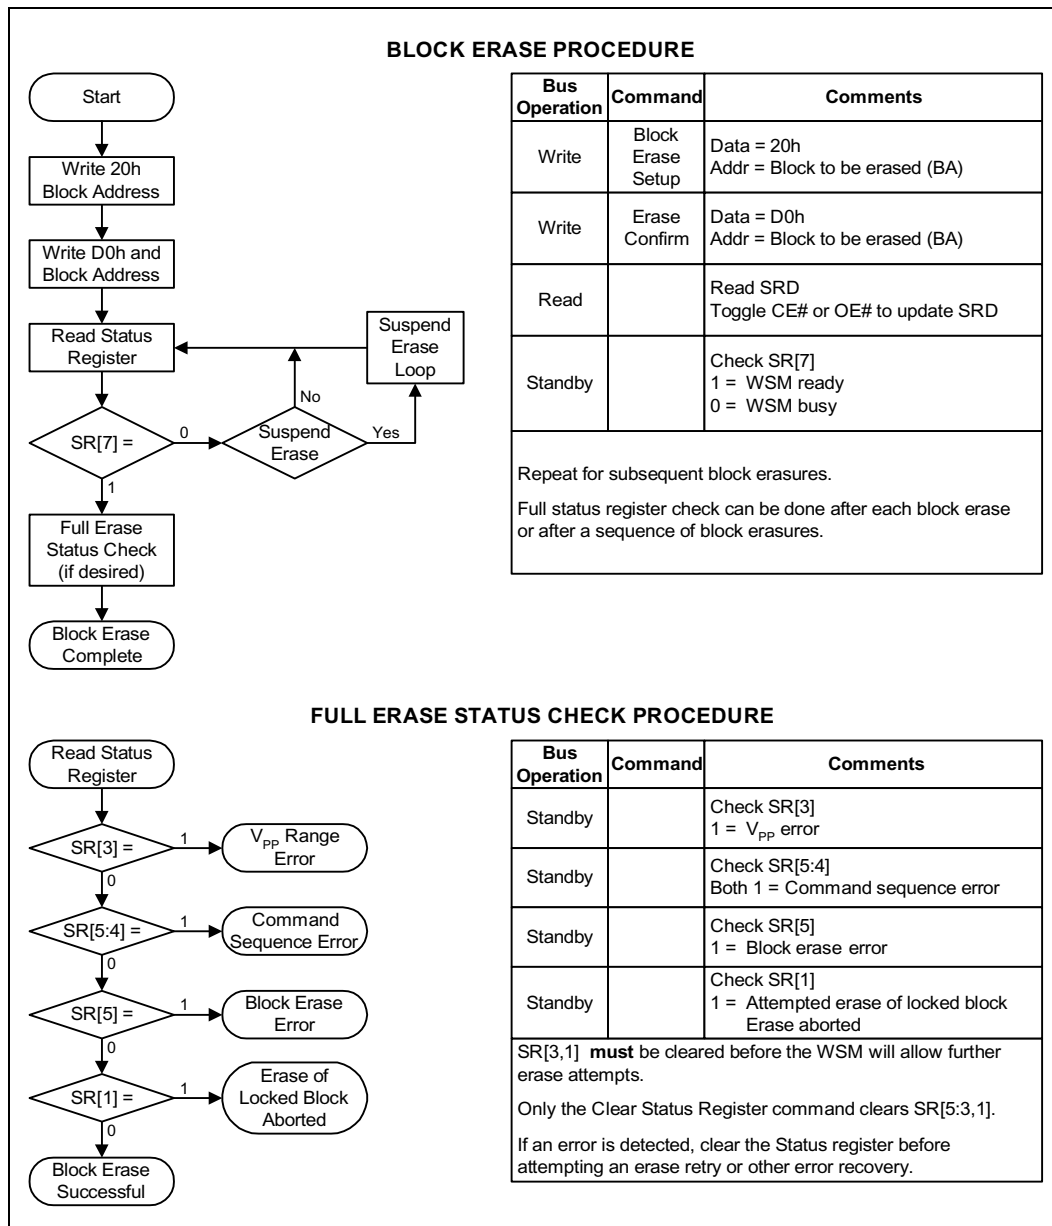 BLOCK ERASE PROCEDURE
Start
Write 20h
Block Address
Write D0h and
Block Address
Read Status
Register
Suspend
Erase
Loop
No
SR[7] =
0
Suspend
Erase
Yes
1
Full Erase
Status Check
(if desired)
Block Erase
Complete
Bus
Operation
Command
Comments
Write
Block
Erase
Setup
Data = 20h
Addr = Block to be erased (BA)
Write
Erase
Confirm
Data = D0h
Addr = Block to be erased (BA)
Read
Read SRD
Toggle CE# or OE# to update SRD
Standby
Check SR[7]
1 = WSM ready
0 = WSM busy
Repeat for subsequent block erasures.
Full status register check can be done after each block erase
or after a sequence of block erasures.
FULL ERASE STATUS CHECK PROCEDURE
Read Status
Register
SR[3] =
1
VPP Range
Error
0
SR[5:4] =
1
Command
Sequence Error
0
SR[5] =
1
Block Erase
Error
0
SR[1] =
1
Erase of
Locked Block
Aborted
0
Block Erase
Successful
Bus
Operation
Command
Comments
Standby
Check SR[3]
1 = VPP error
Standby
Check SR[5:4]
Both 1 = Command sequence error
Standby
Check SR[5]
1 = Block erase error
Standby
Check SR[1]
1 = Attempted erase of locked block
Erase aborted
SR[3,1] must be cleared before the WSM will allow further
erase attempts.
Only the Clear Status Register command clears SR[5:3,1].
If an error is detected, clear the Status register before
attempting an erase retry or other error recovery.